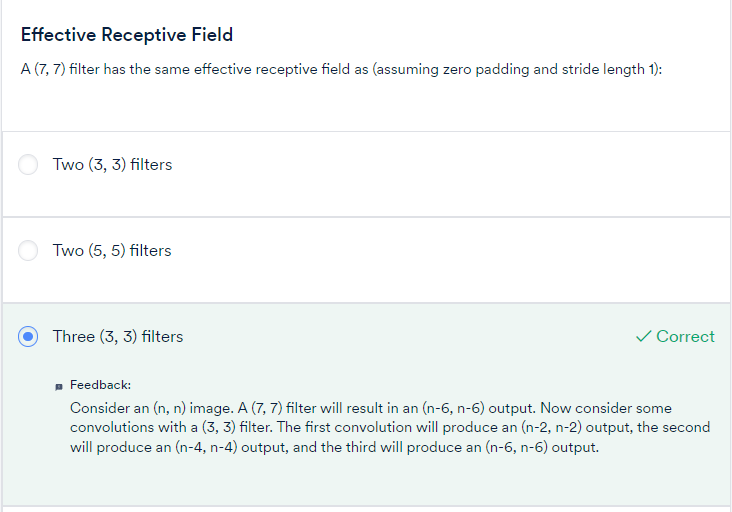 Effective Receptive Field
A (7, 7) filter has the same effective receptive field as (assuming zero padding and stride length 1):
Two (3, 3) filters
Two (5, 5) filters
Three (3, 3) filters
Correct
Feedback:
Consider an (n, n) image. A (7, 7) filter will result in an (n-6, n-6) output. Now consider some
convolutions with a (3, 3) filter. The first convolution will produce an (n-2, n-2) output, the second
will produce an (n-4, n-4) output, and the third will produce an (n-6, n-6) output.